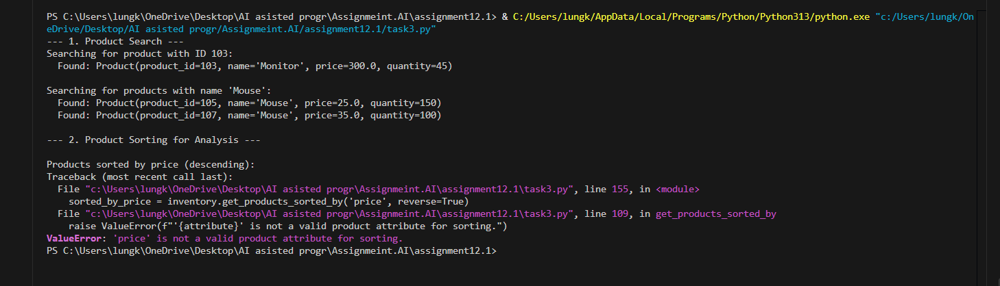 PS C:\Users\lungk\OneDrive\Desktop\AI asisted progr\Assignmeint.AI\assignment12.1> & C:/Users/lungk/AppData/Local/Programs/Python/Python313/python.exe "c:/Users/lungk/On
eDrive/Desktop/AI asisted progr/Assignmeint.AI/assignment12.1/task3.py"
--- 1. Product Search ---
Searching for product with ID 103:
  Found: Product(product_id=103, name='Monitor', price=300.0, quantity=45)

Searching for products with name 'Mouse':
  Found: Product(product_id=105, name='Mouse', price=25.0, quantity=150)
  Found: Product(product_id=107, name='Mouse', price=35.0, quantity=100)

--- 2. Product Sorting for Analysis ---

Products sorted by price (descending):
Traceback (most recent call last):
  File "c:\Users\lungk\OneDrive\Desktop\AI asisted progr\Assignmeint.AI\assignment12.1\task3.py", line 155, in <module>
    sorted_by_price = inventory.get_products_sorted_by('price', reverse=True)
  File "c:\Users\lungk\OneDrive\Desktop\AI asisted progr\Assignmeint.AI\assignment12.1\task3.py", line 109, in get_products_sorted_by
    raise ValueError(f"'{attribute}' is not a valid product attribute for sorting.")
ValueError: 'price' is not a valid product attribute for sorting.
PS C:\Users\lungk\OneDrive\Desktop\AI asisted progr\Assignmeint.AI\assignment12.1>